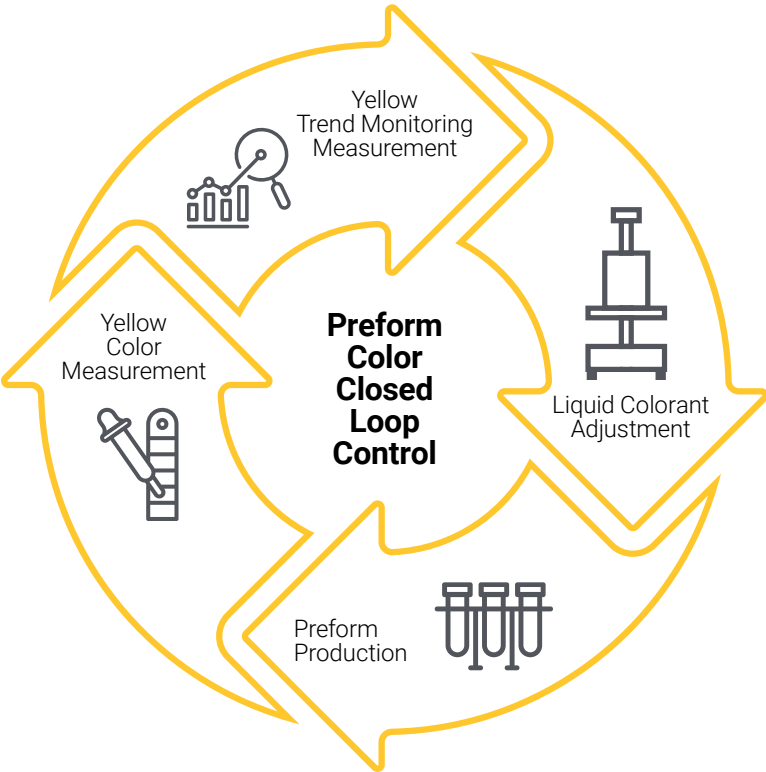 Yellow
Trend Monitoring
Measurement
Yellow
Color
Measurement
Preform
Color
Closed
Loop
Control
Liquid Colorant
Adjustment
Preform
Production